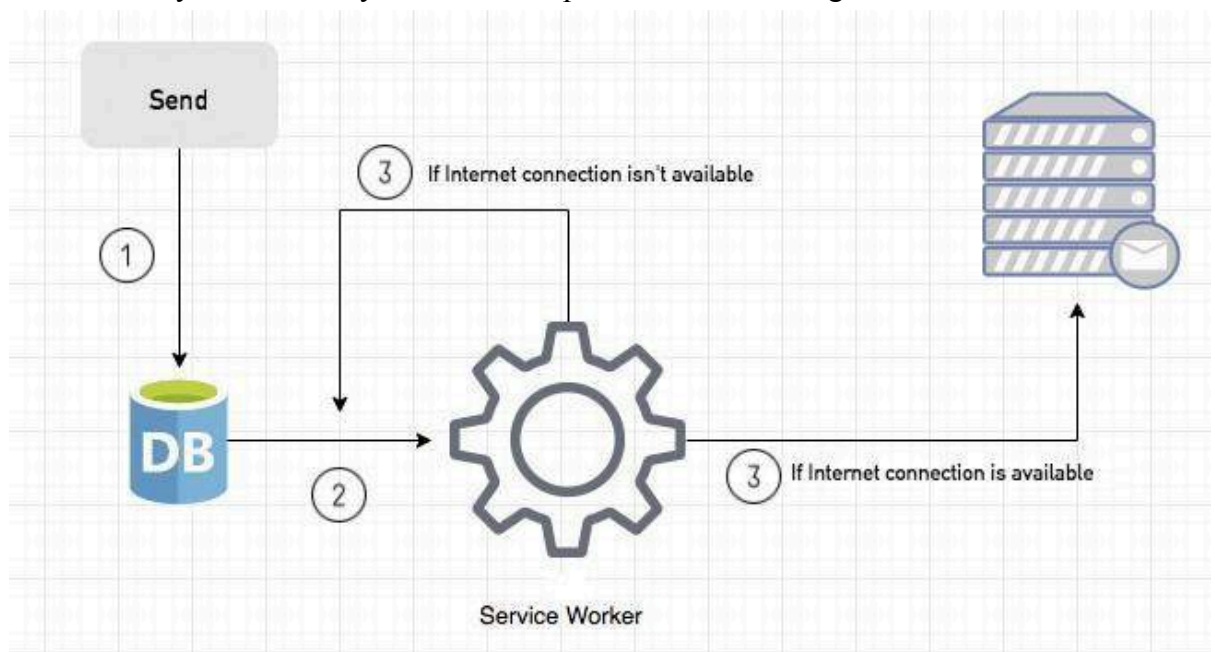 Send
3 If Internet connection isn't available
1
DB
2
3 If Internet connection is available
Service Worker